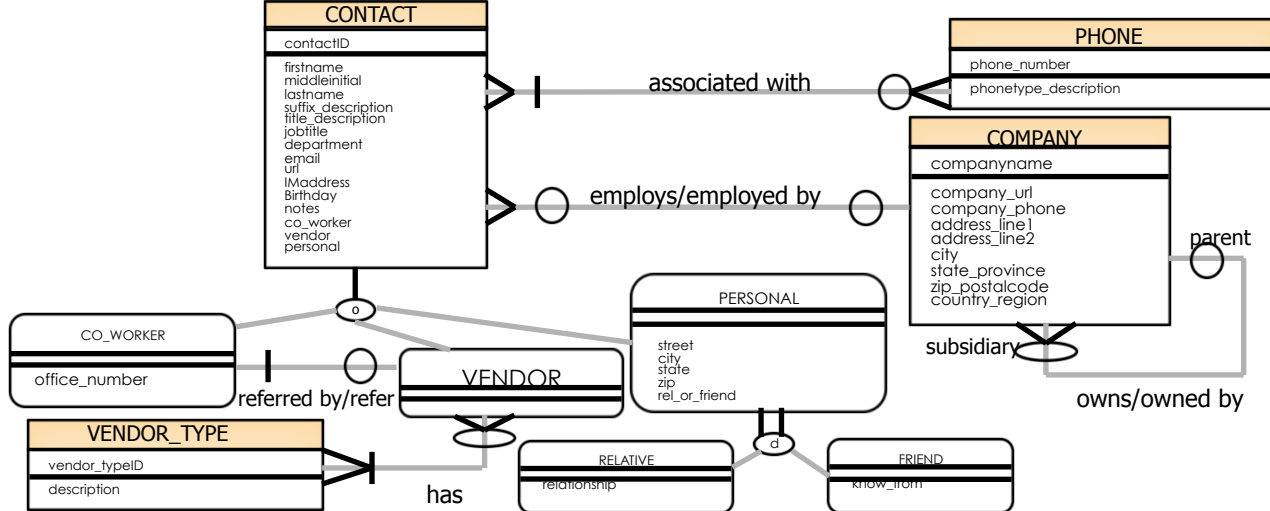 CONTACT
contactID
firstname
middleinitial
lastname
suffix_description
title_description
jobtitle
department
email
url
IMaddress
Birthday
notes
co_worker
vendor
personal
associated with
PHONE
phone_number
phonetype_description
employs/employed by
COMPANY
companyname
company_url
company_phone
address_line1
address_line2
city
state_province
zip_postalcode
country_region
parent
subsidiary
owns/owned by
o
CO_WORKER
office_number
referred by/refer
VENDOR
PERSONAL
street
city
state
zip
rel_or_friend
d
VENDOR_TYPE
vendor_typeID
description
has
RELATIVE
relationship
FRIEND
know_from